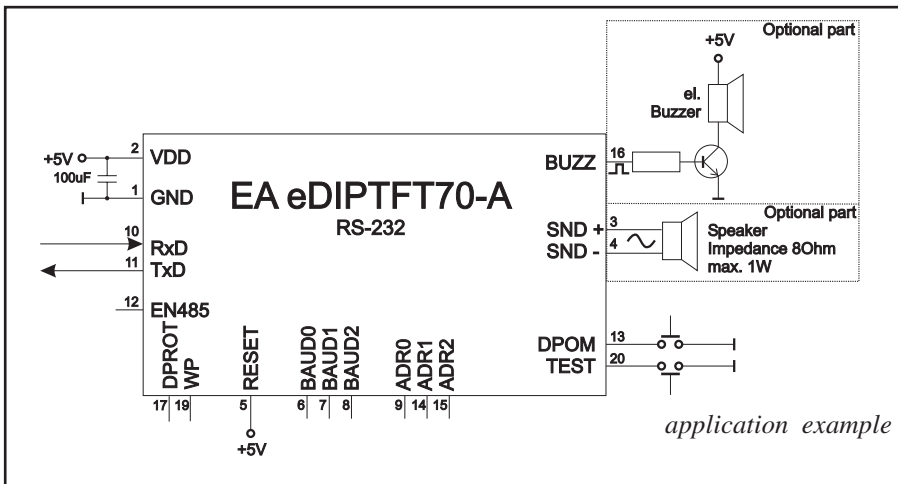 Optional part
+5V
el.
Buzzer
+5V
2
VDD
100uF
1
GND
BUZZ
16
EA eDIPTFT70-A
RS-232
Optional part
SND +
3
Speaker
Impedance 8Ohm
max. 1W
SND -
4
10
RxD
11
TxD
12
EN485
DPOM
13
TEST
20
DPROT
WP
RESET
BAUD0
BAUD1
BAUD2
ADR0
ADR1
ADR2
17
19
5
6
7
8
9
14
15
+5V
application example